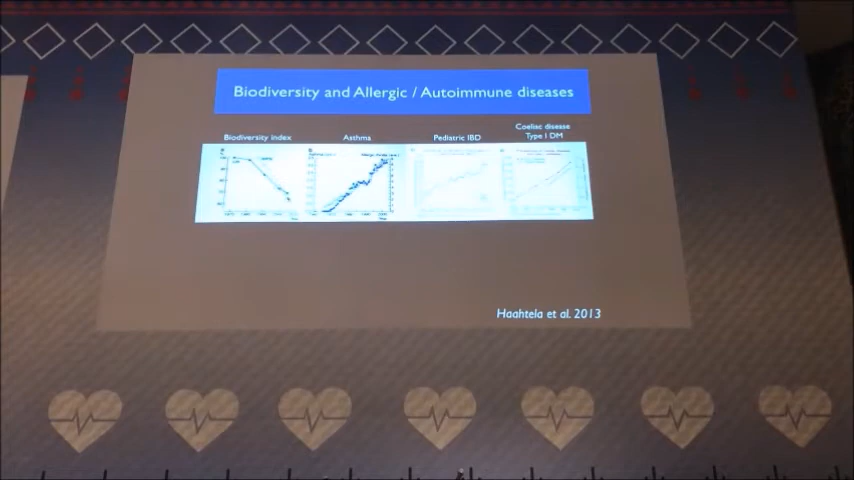 Biodiversity and Allergic / Autoimmune diseases
Biodiversity Index
Asthma
Pediatric IBD
Coeliac disease
Type I DM
Haahtela et al. 2013